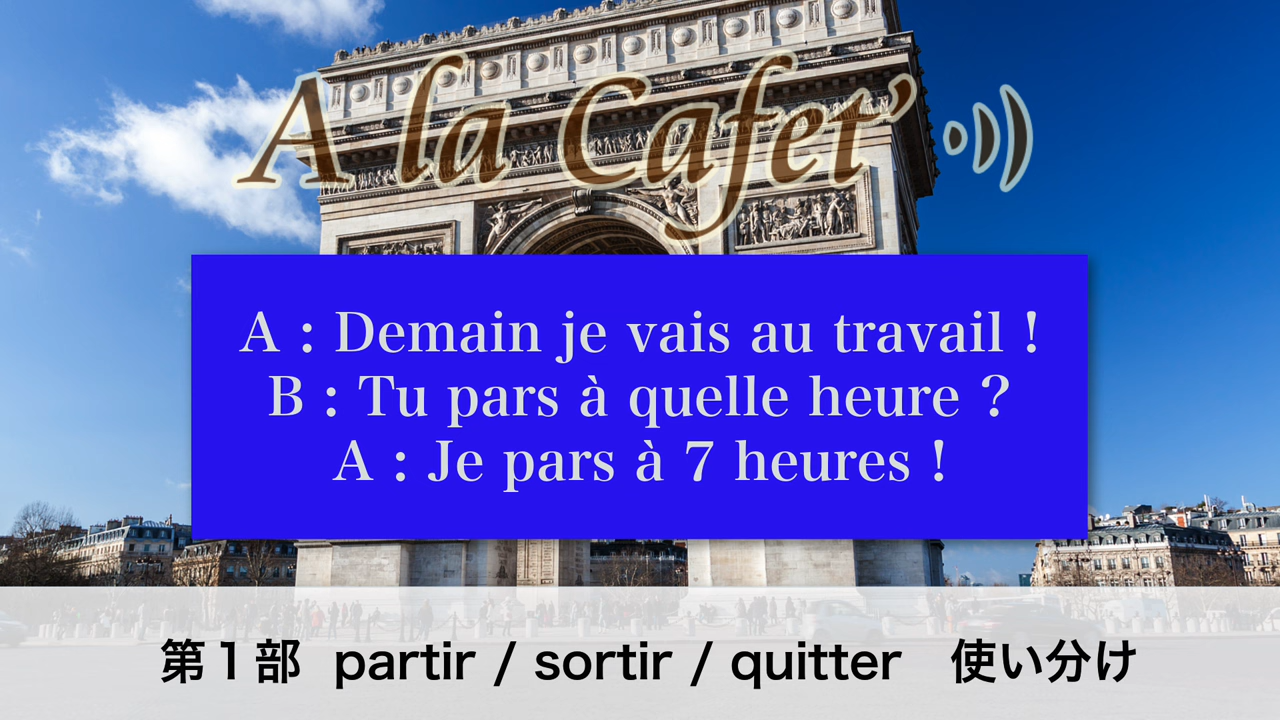 A la Cafet’
A : Demain je vais au travail !
B : Tu pars à quelle heure ?
A : Je pars à 7 heures !
第１部 partir / sortir / quitter 使い分け